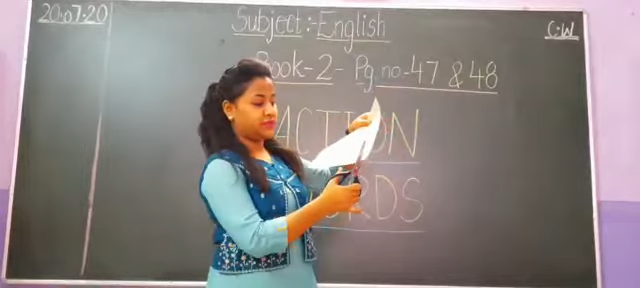 20.07.20
Subject:-English
C.W
Book-2- Pg no-47 & 48
ACTION
RDS